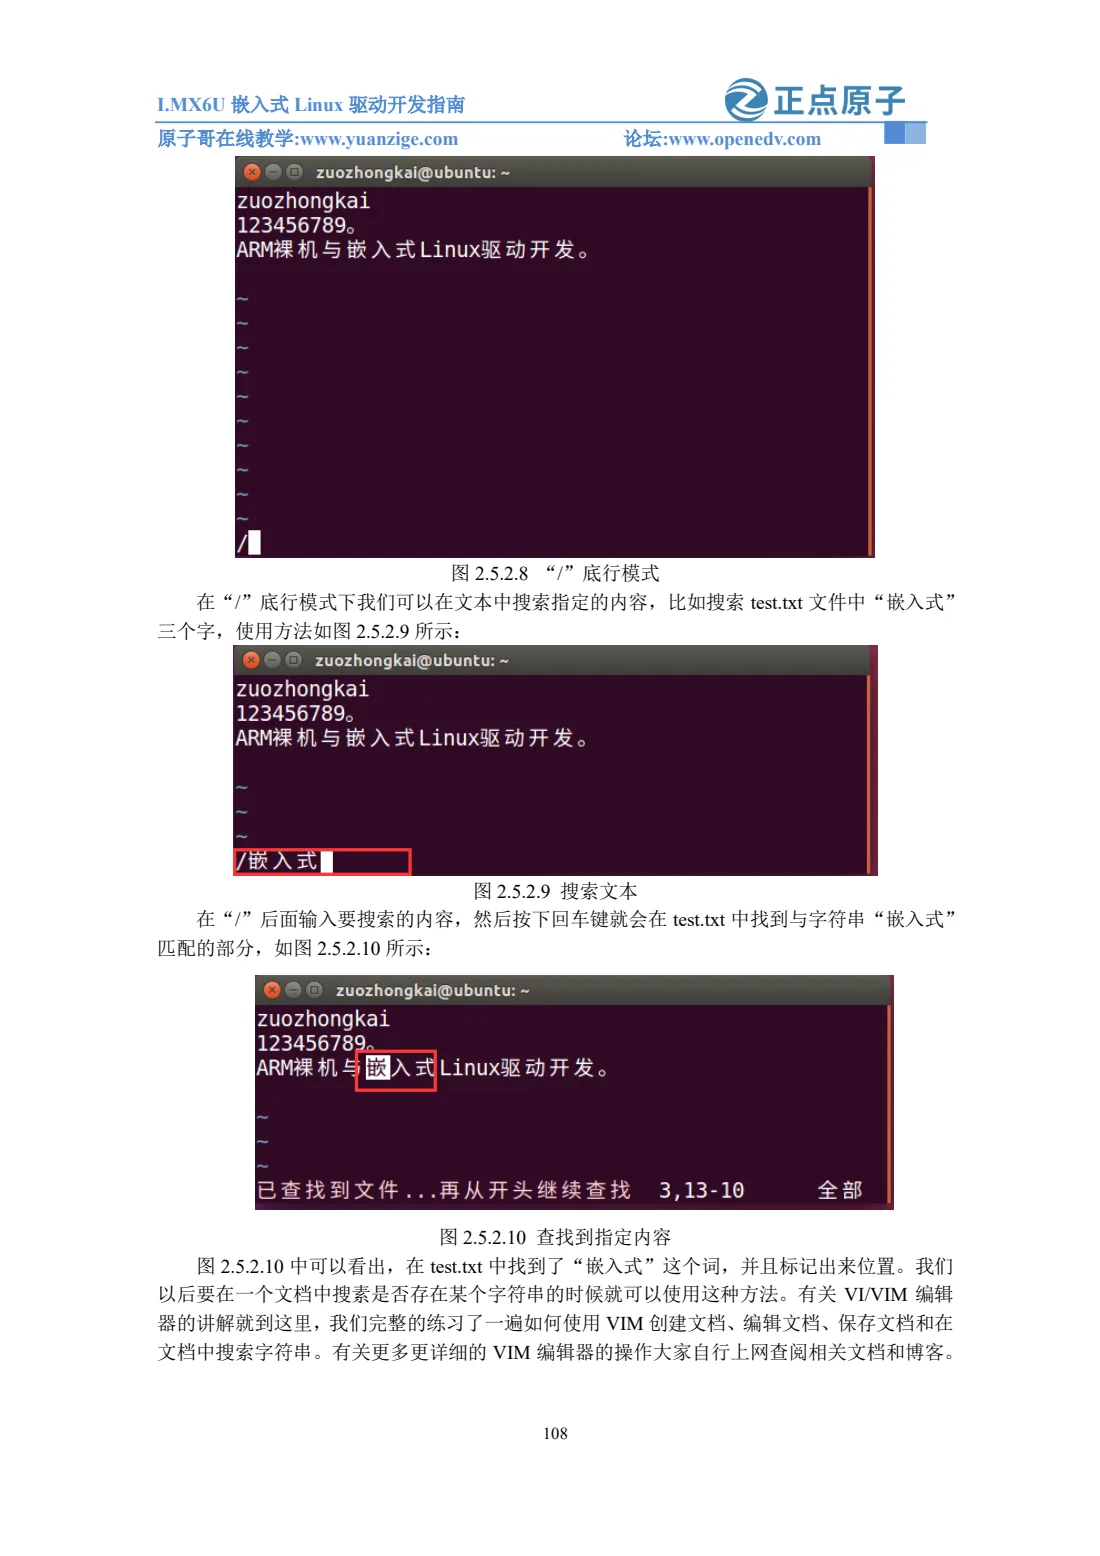 I.MX6U 嵌入式 Linux 驱动开发指南
正点原子
原子哥在线教学:www.yuanzige.com 论坛:www.openedv.com
zuozhongkai@ubuntu: ~
zuozhongkai
123456789。
ARM裸机与嵌入式Linux驱动开发。
~
~
~
~
~
~
~
~
~
~
/
图 2.5.2.8 “/”底行模式
在“/”底行模式下我们可以在文本中搜索指定的内容，比如搜索 test.txt 文件中“嵌入式”
三个字，使用方法如图 2.5.2.9 所示：
zuozhongkai@ubuntu: ~
zuozhongkai
123456789。
ARM裸机与嵌入式Linux驱动开发。
~
~
~
/嵌入式
图 2.5.2.9 搜索文本
在“/”后面输入要搜索的内容，然后按下回车键就会在 test.txt 中找到与字符串“嵌入式”
匹配的部分，如图 2.5.2.10 所示：
zuozhongkai@ubuntu: ~
zuozhongkai
123456789。
ARM裸机与嵌入式Linux驱动开发。
~
~
~
已查找到文件...再从开头继续查找 3,13-10 全部
图 2.5.2.10 查找到指定内容
图 2.5.2.10 中可以看出，在 test.txt 中找到了“嵌入式”这个词，并且标记出来位置。我们
以后要在一个文档中搜素是否存在某个字符串的时候就可以使用这种方法。有关 VI/VIM 编辑
器的讲解就到这里，我们完整的练习了一遍如何使用 VIM 创建文档、编辑文档、保存文档和在
文档中搜索字符串。有关更多更详细的 VIM 编辑器的操作大家自行上网查阅相关文档和博客。
108